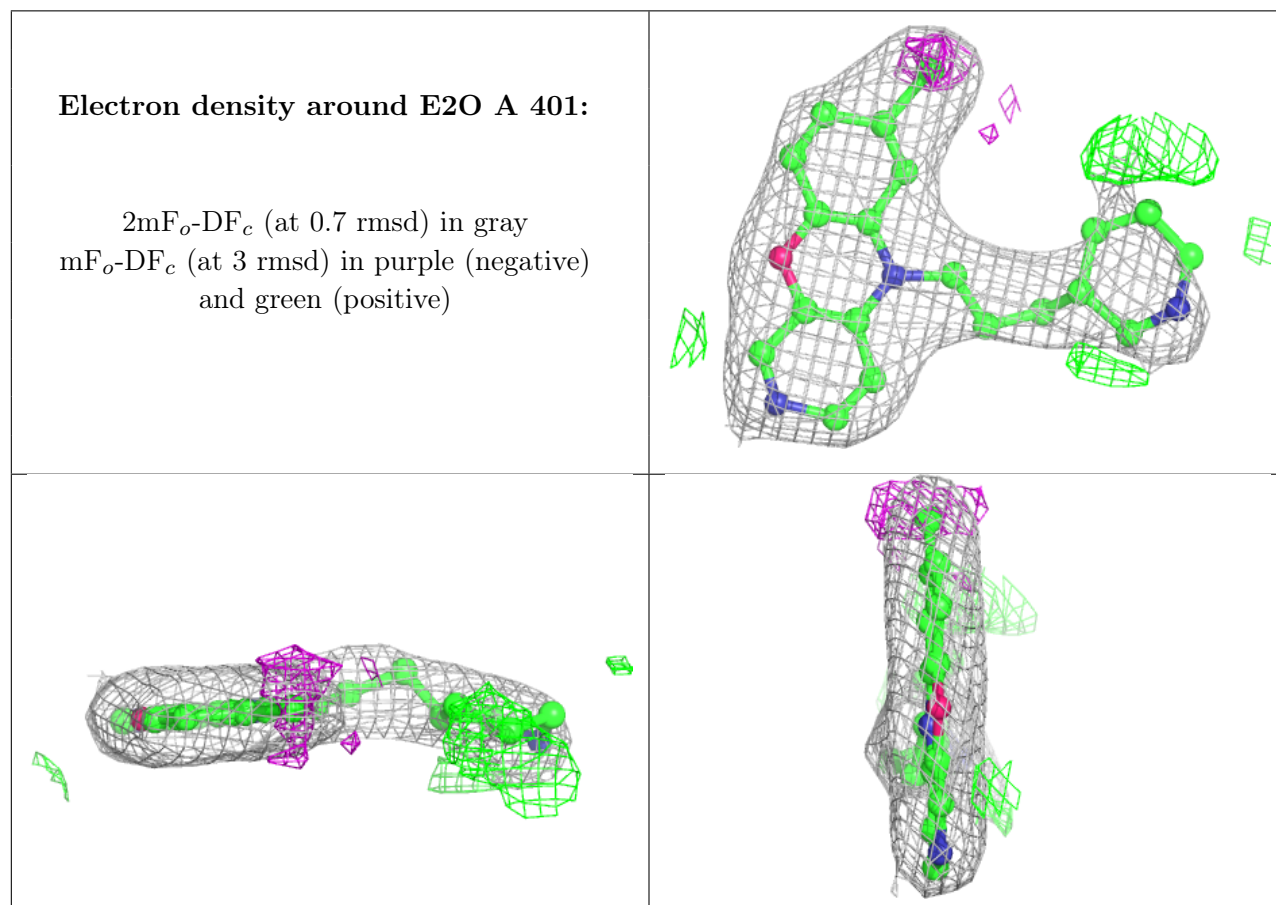 Electron density around E2O A 401:
2mFo-DFc (at 0.7 rmsd) in gray
mFo-DFc (at 3 rmsd) in purple (negative)
and green (positive)